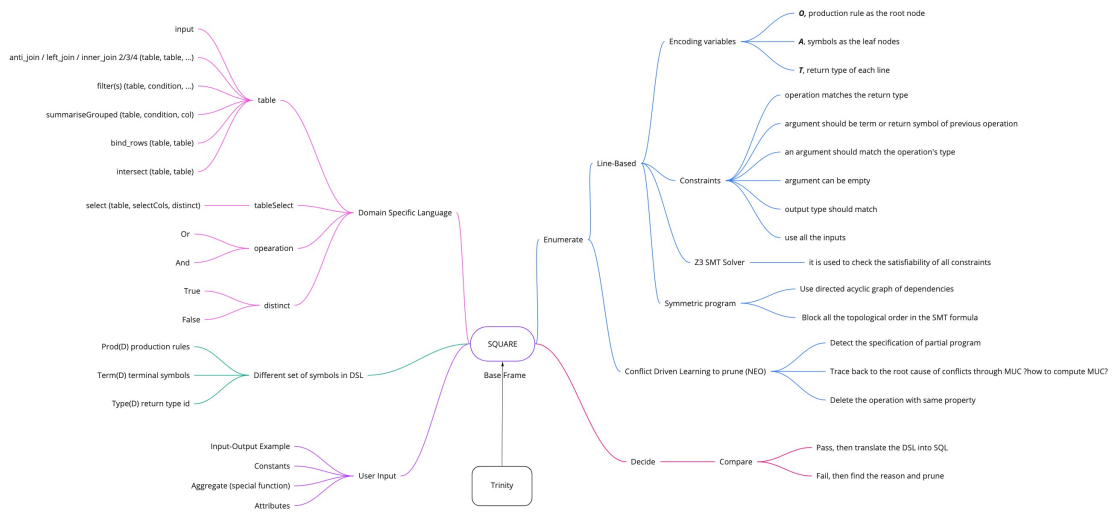 input
anti_join / left_join / inner_join 2/3/4 (table, table, ...)
filter(s) (table, condition, ...)
summariseGrouped (table, condition, col)
bind_rows (table, table)
intersect (table, table)
table
select (table, selectCols, distinct)
tableSelect
Or
And
opearation
True
False
distinct
Domain Specific Language
Prod(D) production rules
Term(D) terminal symbols
Type(D) return type id
Different set of symbols in DSL
Input-Output Example
Constants
Aggregate (special function)
Attributes
User Input
SQUARE
Base Frame
Trinity
Enumerate
Line-Based
Encoding variables
O, production rule as the root node
A, symbols as the leaf nodes
T, return type of each line
Constraints
operation matches the return type
argument should be term or return symbol of previous operation
an argument should match the operation's type
argument can be empty
output type should match
use all the inputs
Z3 SMT Solver
it is used to check the satisfiability of all constraints
Symmetric program
Use directed acyclic graph of dependencies
Block all the topological order in the SMT formula
Conflict Driven Learning to prune (NEO)
Detect the specification of partial program
Trace back to the root cause of conflicts through MUC ?how to compute MUC?
Delete the operation with same property
Decide
Compare
Pass, then translate the DSL into SQL
Fail, then find the reason and prune